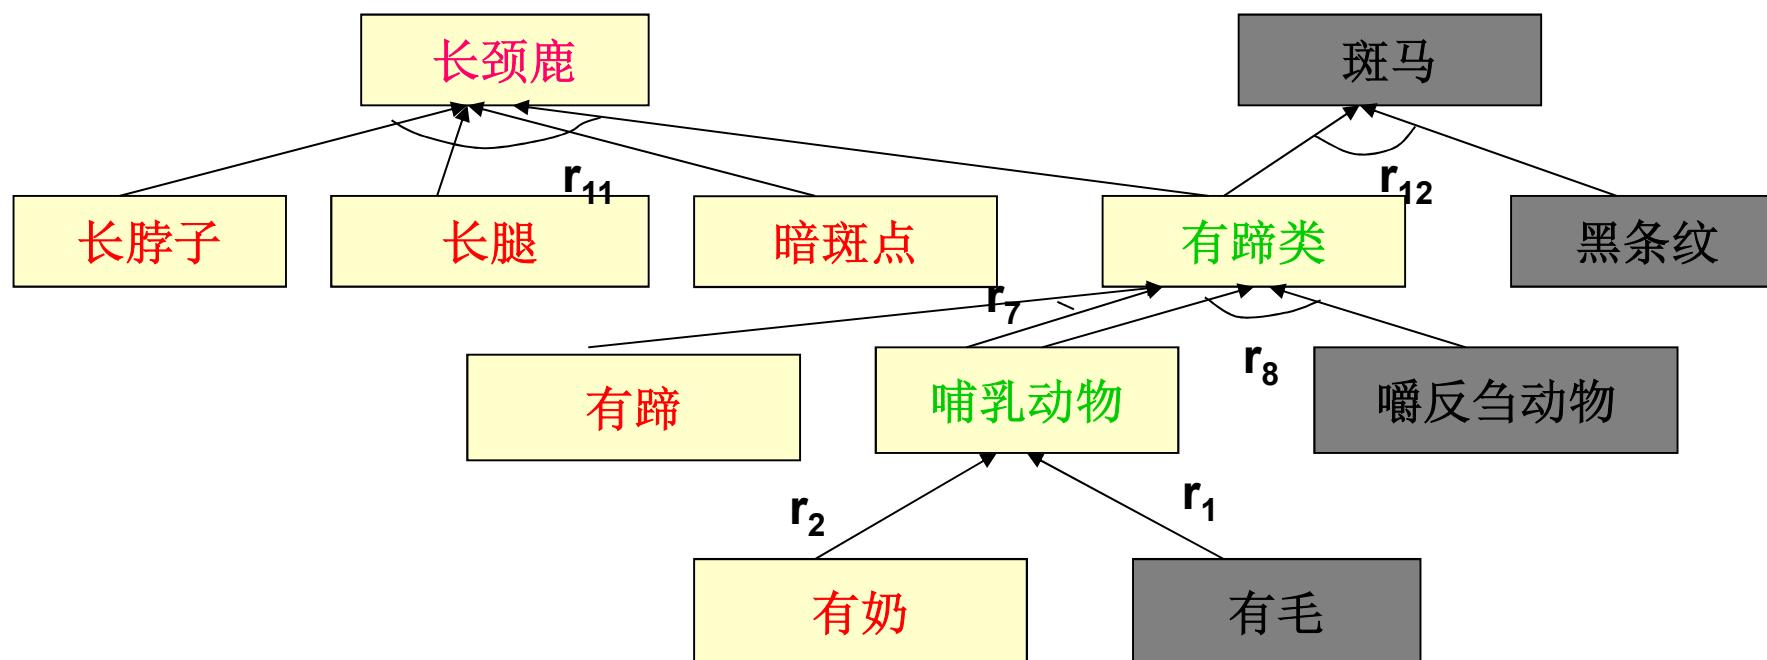 长颈鹿
斑马
r11
r12
长脖子
长腿
暗斑点
有蹄类
黑条纹
r7
r8
有蹄
哺乳动物
嚼反刍动物
r2
r1
有奶
有毛